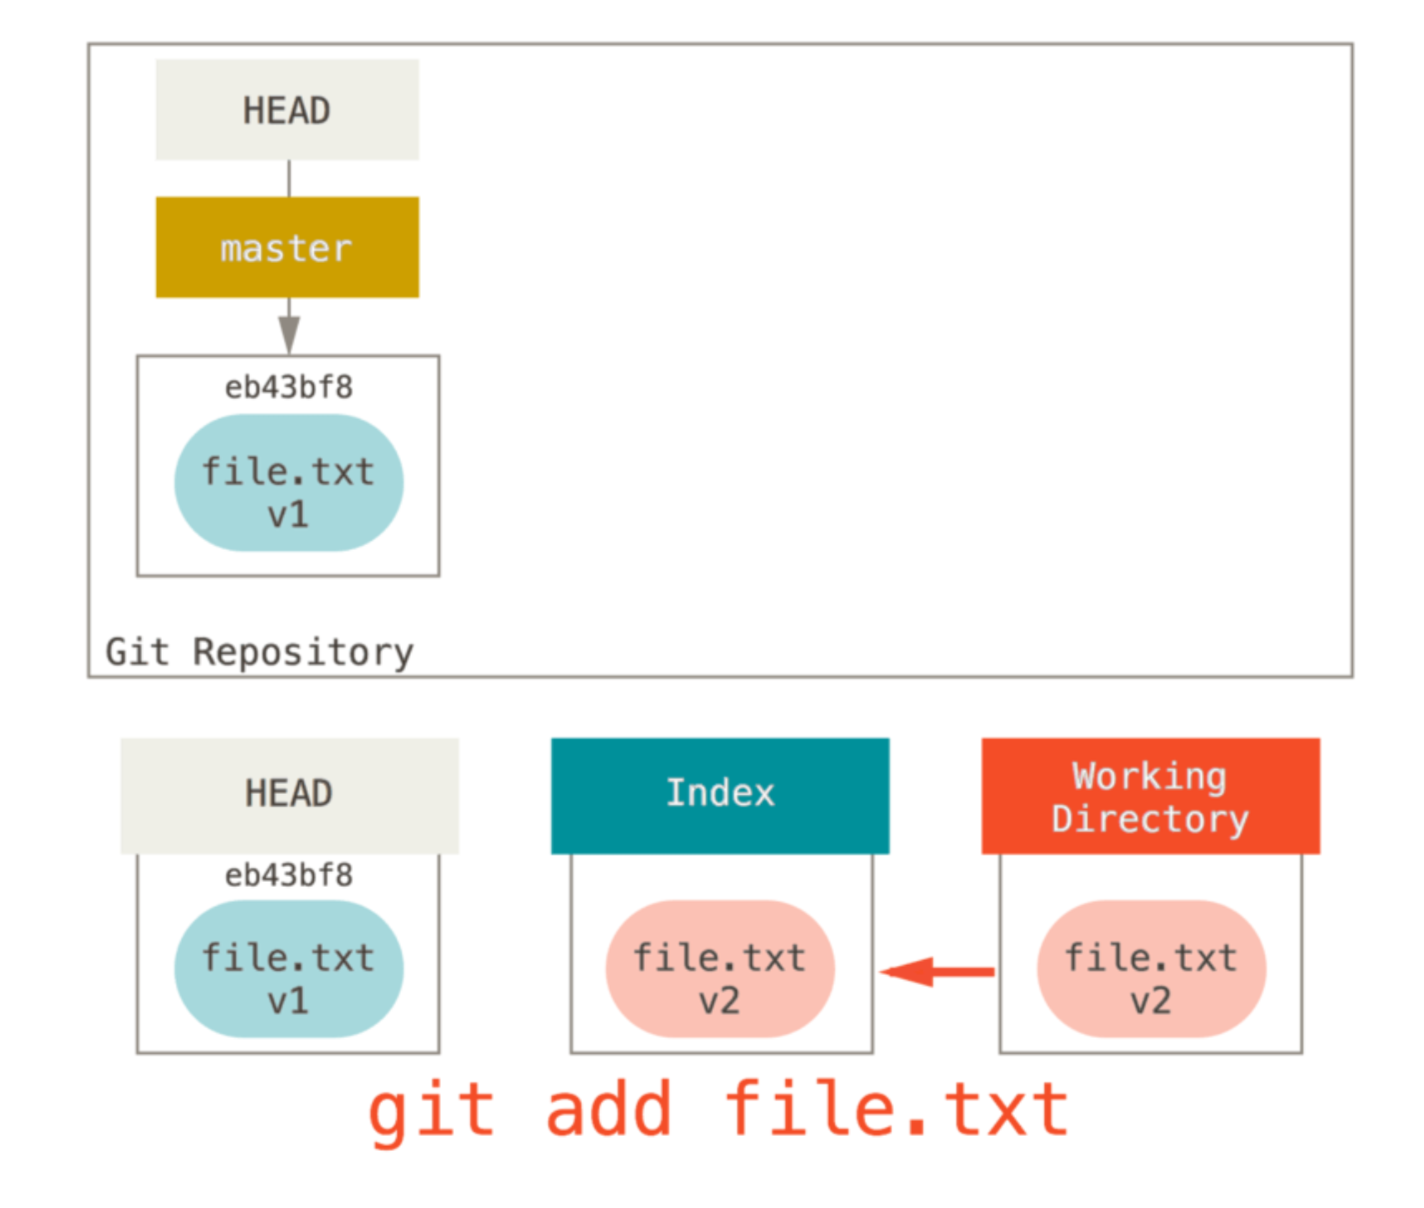 HEAD
master
eb43bf8
file.txt
v1
Git Repository
HEAD
eb43bf8
file.txt
v1
Index
file.txt
v2
Working
Directory
file.txt
v2
git add file.txt